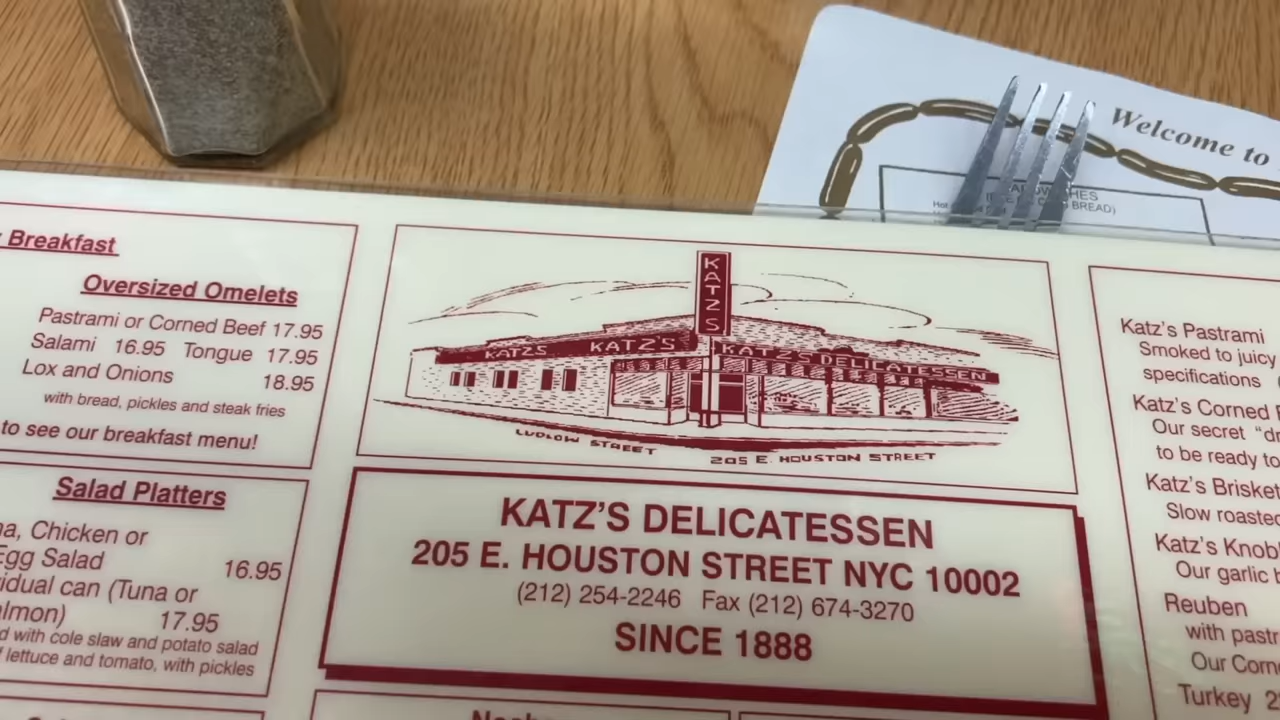 Welcome to
BREAD)
Breakfast
Oversized Omelets
Pastrami or Corned Beef 17.95
Salami 16.95 Tongue 17.95
Lox and Onions 18.95
with bread, pickles and steak fries
to see our breakfast menu!
Salad Platters
Chicken or
Egg Salad 16.95
can (Tuna or
17.95
with cole slaw and potato salad
lettuce and tomato, with pickles
KATZ'S
KATZ'S
KATZ'S
KATZ'S DELICATESSEN
LUDLOW STREET
205 E. HOUSTON STREET
KATZ'S DELICATESSEN
205 E. HOUSTON STREET NYC 10002
(212) 254-2246 Fax (212) 674-3270
SINCE 1888
Katz's Pastrami
Smoked to juicy
specifications
Katz's Corned
Our secret
to be ready to
Katz's Brisket
Slow roasted
Katz's
Our garlic
Reuben
with
Our
Turkey